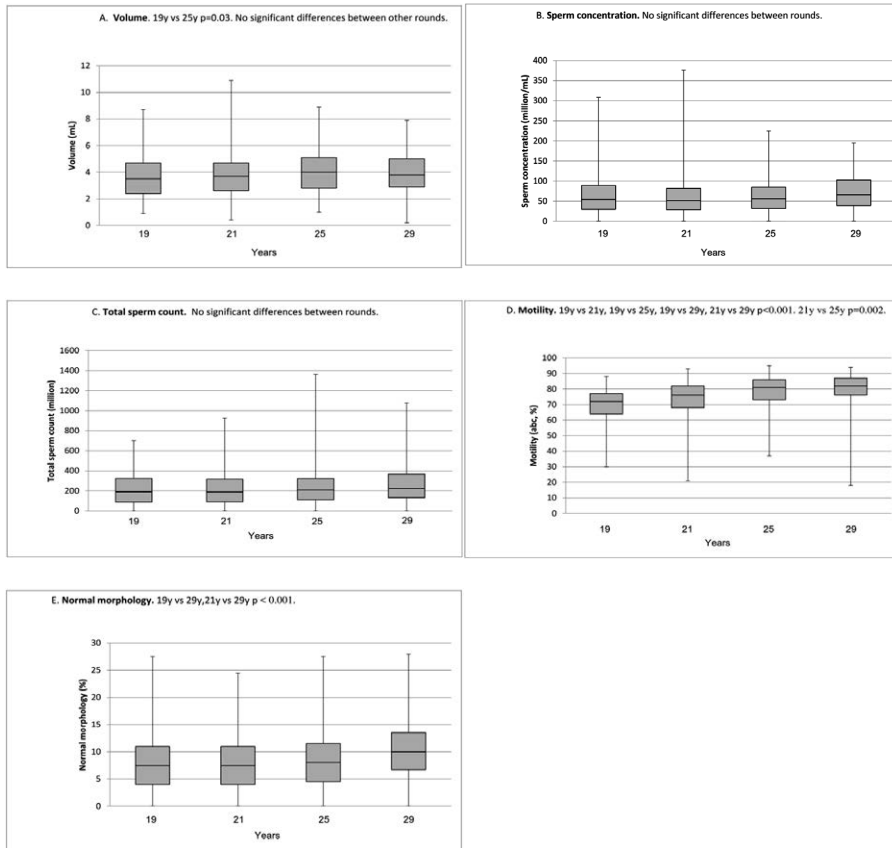 A. Volume. 19y vs 25y p=0.03. No significant differences between other rounds.
12
10
8
6
4
2
0
Volume (mL)
19 21 25 29
Years
B. Sperm concentration. No significant differences between rounds.
400
350
300
250
200
150
100
50
0
Sperm concentration (million/mL)
19 21 25 29
Years
C. Total sperm count. No significant differences between rounds.
1600
1400
1200
1000
800
600
400
200
0
Total sperm count (million)
19 21 25 29
Years
D. Motility. 19y vs 21y, 19y vs 25y, 19y vs 29y, 21y vs 29y p<0.001. 21y vs 25y p=0.002.
100
90
80
70
60
50
40
30
20
10
0
Motility (abc, %)
19 21 25 29
Years
E. Normal morphology. 19y vs 29y,21y vs 29y p < 0.001.
30
25
20
15
10
5
0
Normal morphology (%)
19 21 25 29
Years